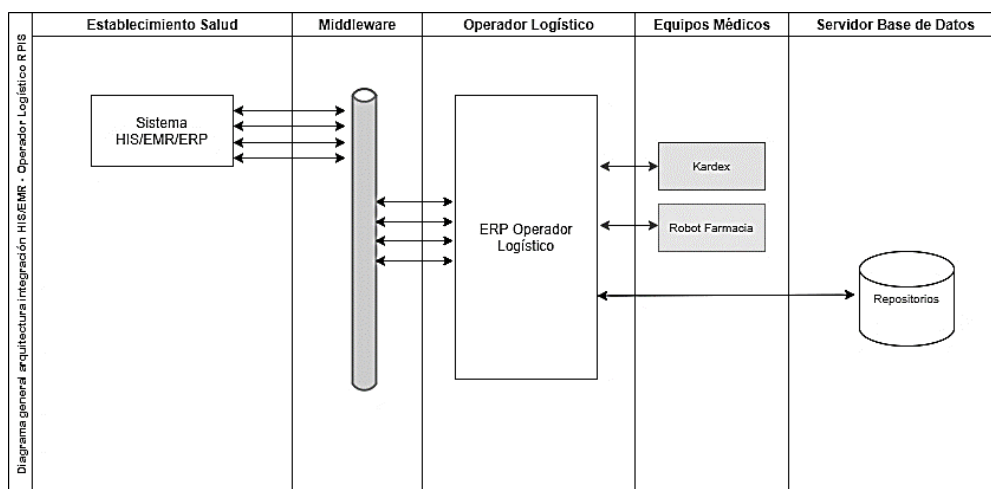 Diagrama general arquitectura integración HIS/EMR - Operador Logístico RPIS
Establecimiento Salud
Middleware
Operador Logístico
Equipos Médicos
Servidor Base de Datos
Sistema
HIS/EMR/ERP
ERP Operador
Logístico
Kardex
Robot Farmacia
Repositorios